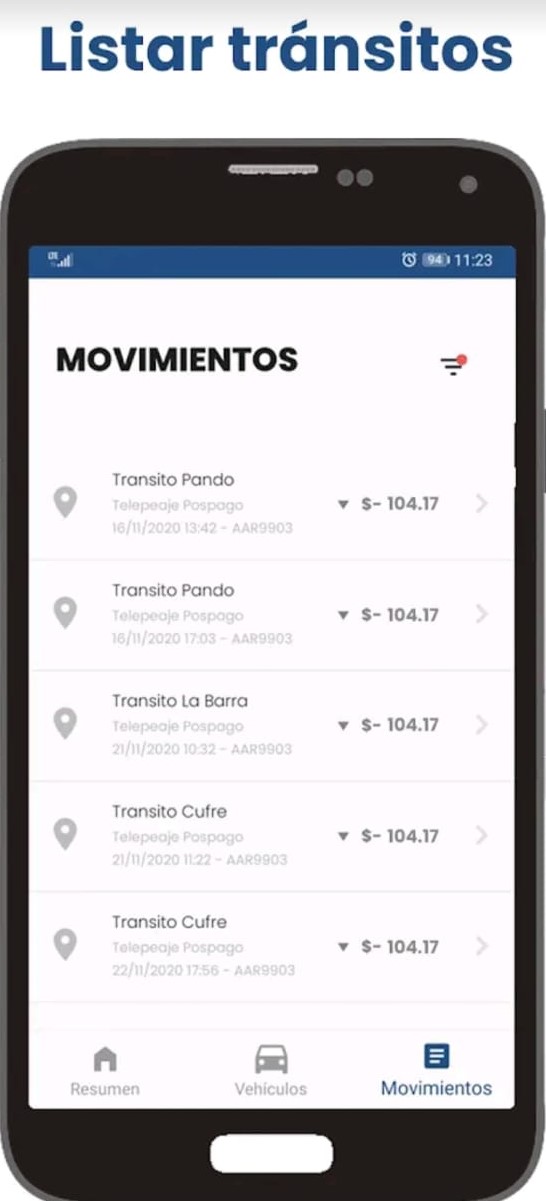 Listar tránsitos
94 11:23
MOVIMIENTOS
Transito Pando
Telepeaje Pospago
16/11/2020 13:42 - AAR9903
$- 104.17
Transito Pando
Telepeaje Pospago
16/11/2020 17:03 - AAR9903
$- 104.17
Transito La Barra
Telepeaje Pospago
21/11/2020 10:32 - AAR9903
$- 104.17
Transito Cufre
Telepeaje Pospago
21/11/2020 11:22 - AAR9903
$- 104.17
Transito Cufre
Telepeaje Pospago
22/11/2020 17:56 - AAR9903
$- 104.17
Resumen
Vehículos
Movimientos